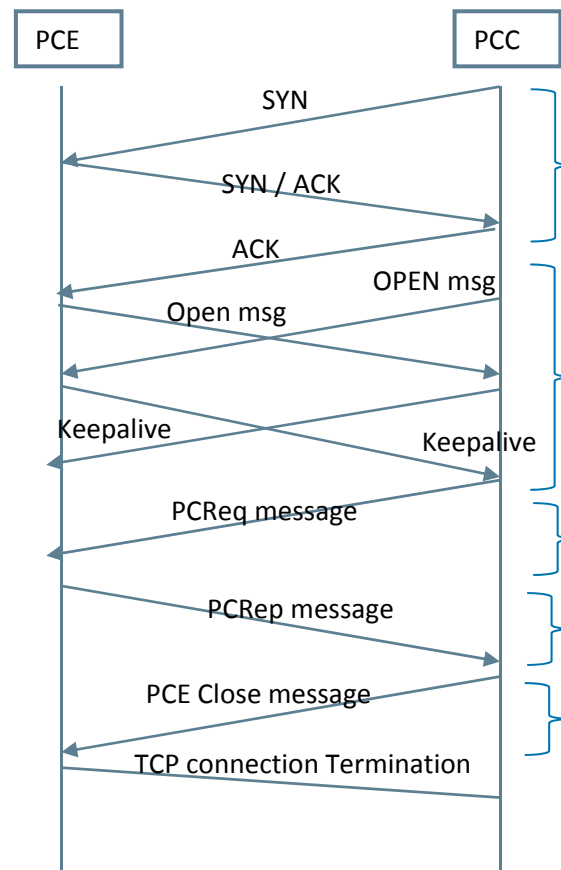 PCE
PCC
SYN
SYN / ACK
ACK
OPEN msg
Open msg
Keepalive
Keepalive
PCReq message
PCRep message
PCE Close message
TCP connection Termination